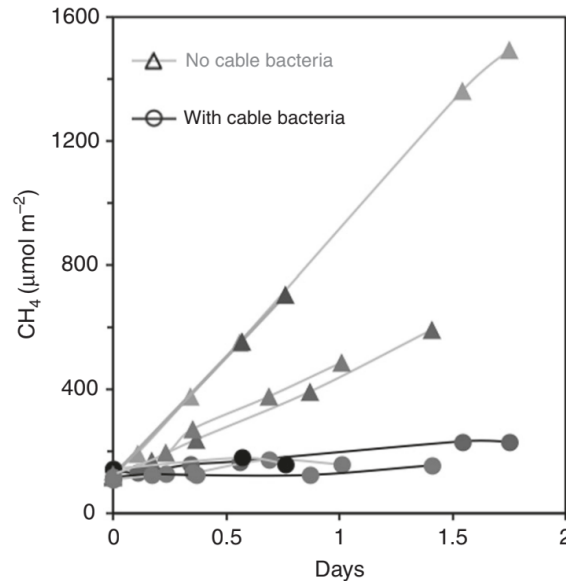 1600
No cable bacteria
With cable bacteria
1200
800
400
0
CH₄ (μmol m⁻²)
0 0.5 1 1.5 2
Days